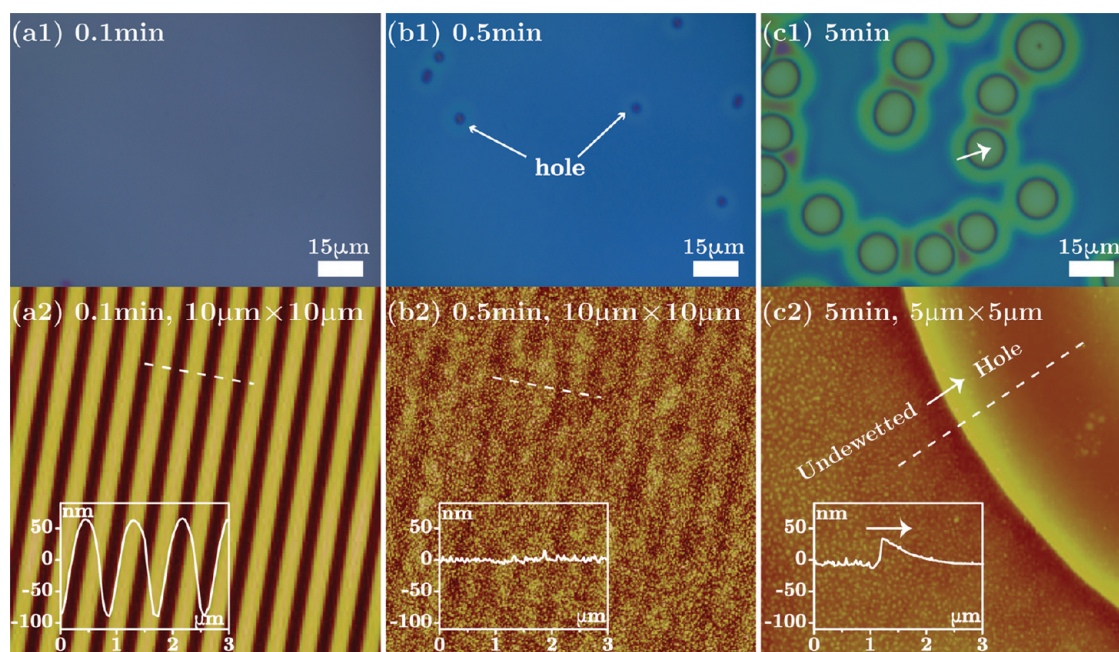 (a1) 0.1min
15μm
(b1) 0.5min
hole
15μm
(c1) 5min
15μm
(a2) 0.1min, 10μm×10μm
nm
50
0
-50
-100
μm
0 1 2 3
(b2) 0.5min, 10μm×10μm
nm
50
0
-50
-100
μm
0 1 2 3
(c2) 5min, 5μm×5μm
Undewetted
Hole
nm
50
0
-50
-100
μm
0 1 2 3